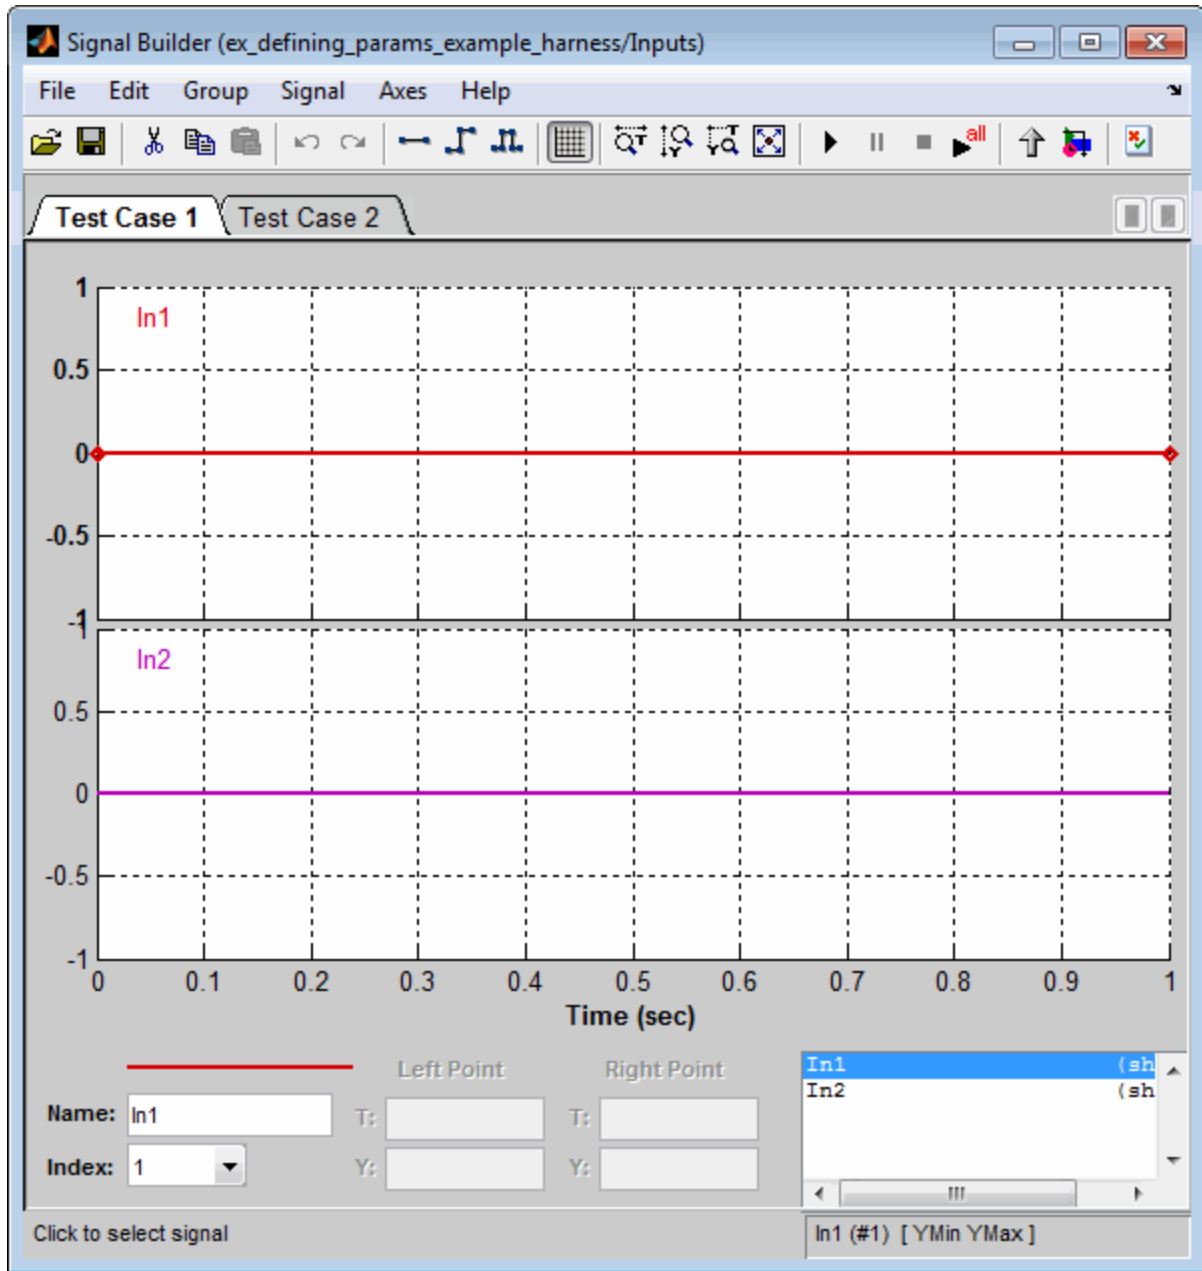 Signal Builder (ex_defining_params_example_harness/Inputs)
File Edit Group Signal Axes Help
all
Test Case 1 Test Case 2
1
In1
0.5
0
-0.5
-1
1
In2
0.5
0
-0.5
-1
0 0.1 0.2 0.3 0.4 0.5 0.6 0.7 0.8 0.9 1
Time (sec)
Left Point Right Point
In1 (sh
In2 (sh
Name: In1 T: T:
Index: 1 Y: Y:
Click to select signal In1 (#1) [ YMin YMax ]